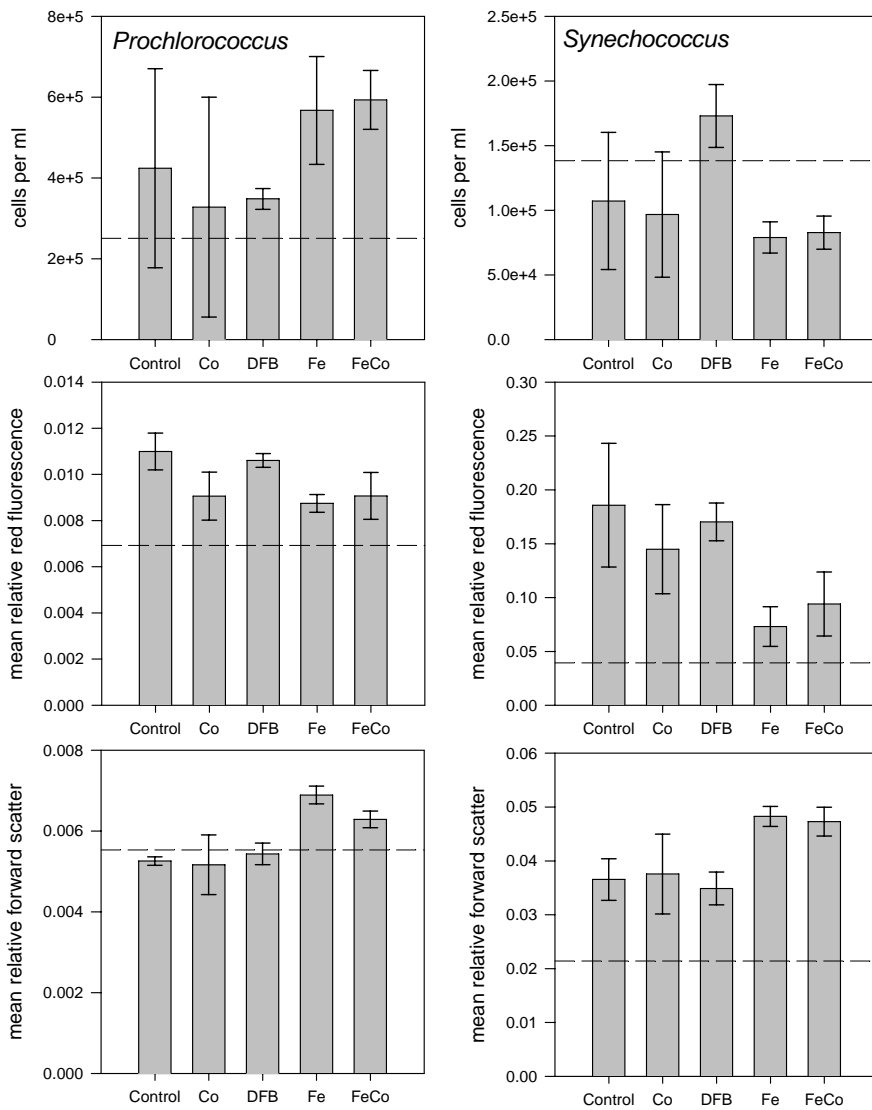 Prochlorococcus
cells per ml
8e+5
6e+5
4e+5
2e+5
0
Control Co DFB Fe FeCo
Synechococcus
cells per ml
2.5e+5
2.0e+5
1.5e+5
1.0e+5
5.0e+4
0.0
Control Co DFB Fe FeCo
mean relative red fluorescence
0.014
0.012
0.010
0.008
0.006
0.004
0.002
0.000
Control Co DFB Fe FeCo
mean relative red fluorescence
0.30
0.25
0.20
0.15
0.10
0.05
0.00
Control Co DFB Fe FeCo
mean relative forward scatter
0.008
0.006
0.004
0.002
0.000
Control Co DFB Fe FeCo
mean relative forward scatter
0.06
0.05
0.04
0.03
0.02
0.01
0.00
Control Co DFB Fe FeCo